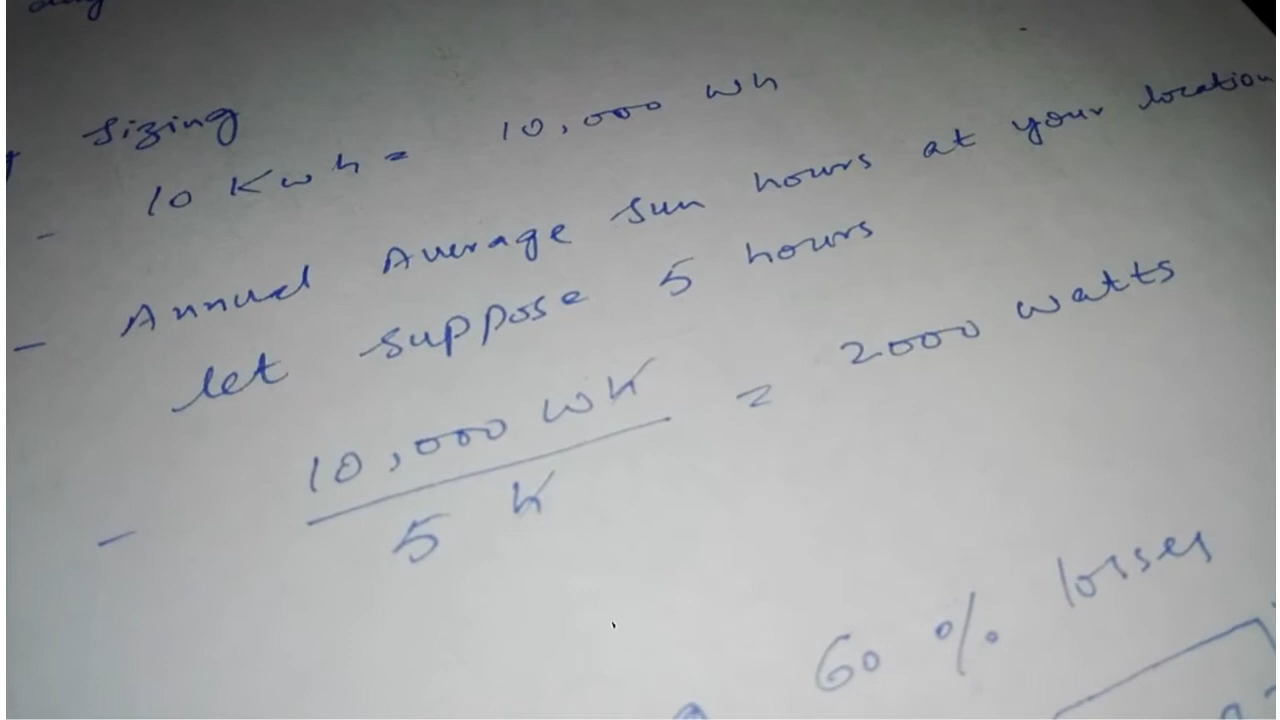 Sizing
- 10 Kwh = 10,000 Wh
- Annual Average sun hours at your location
let suppose 5 hours
- 10,000 Wh
5 h
= 2000 watts
60 % losses